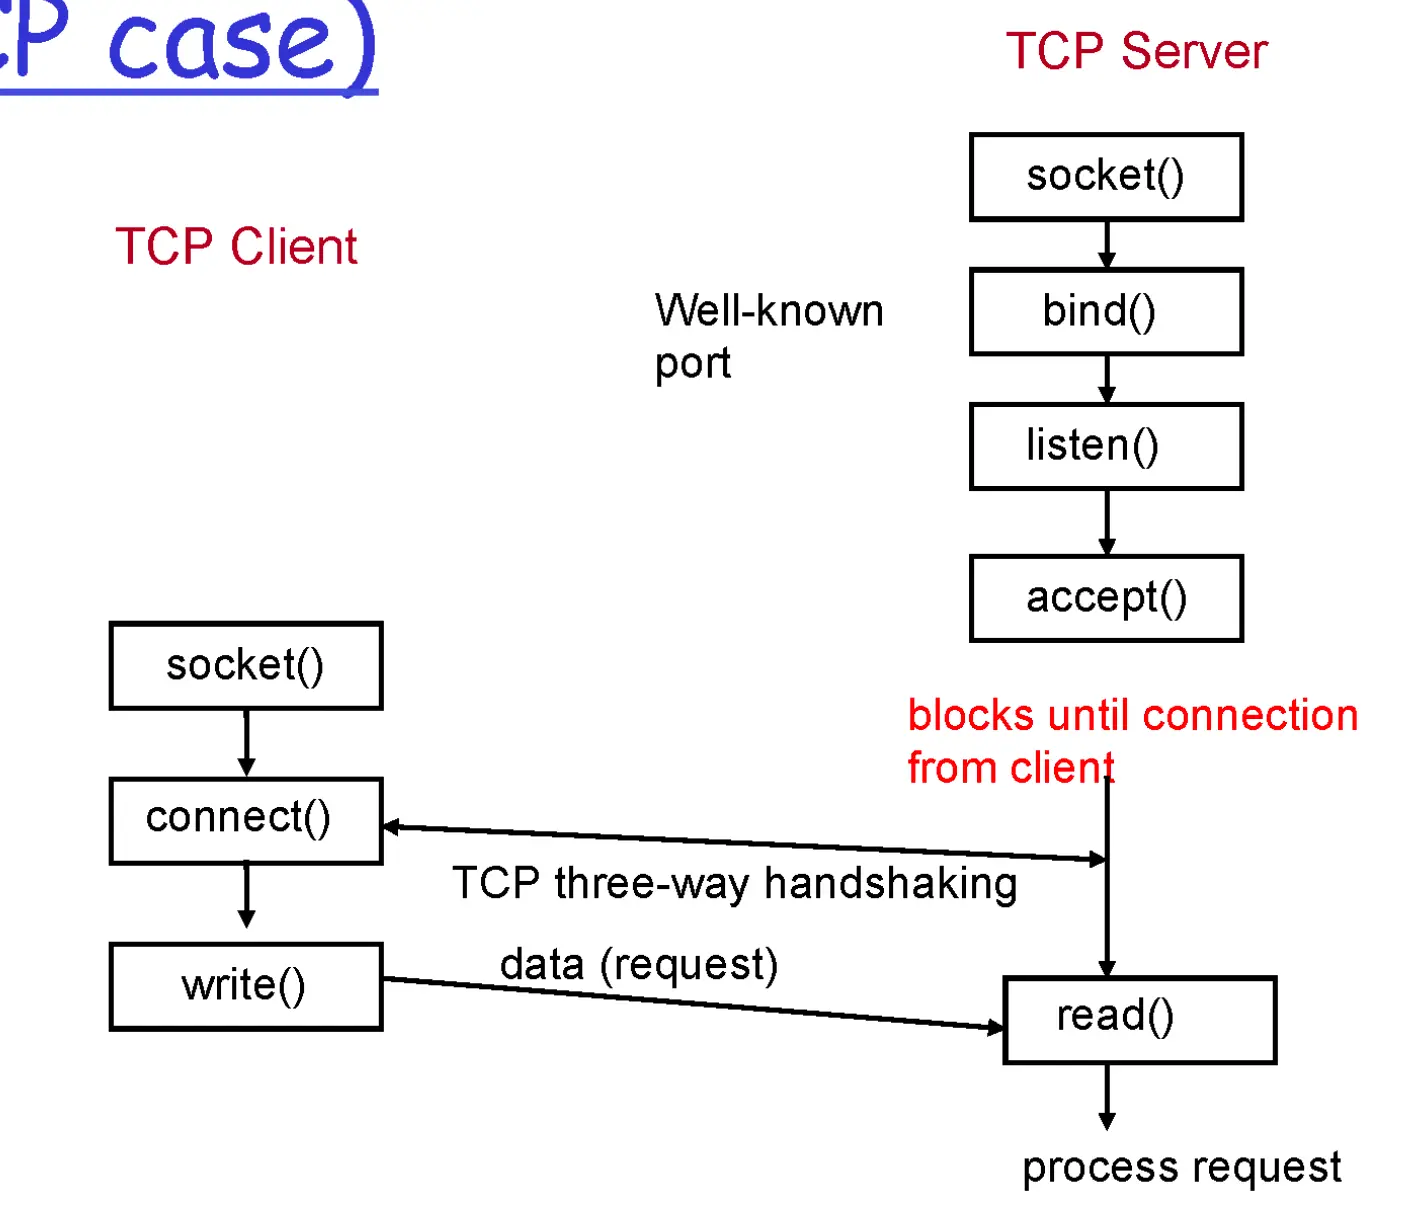 CP case)
TCP Server
socket()
TCP Client
Well-known
port
bind()
listen()
accept()
socket()
blocks until connection
from client
connect()
TCP three-way handshaking
data (request)
write()
read()
process request